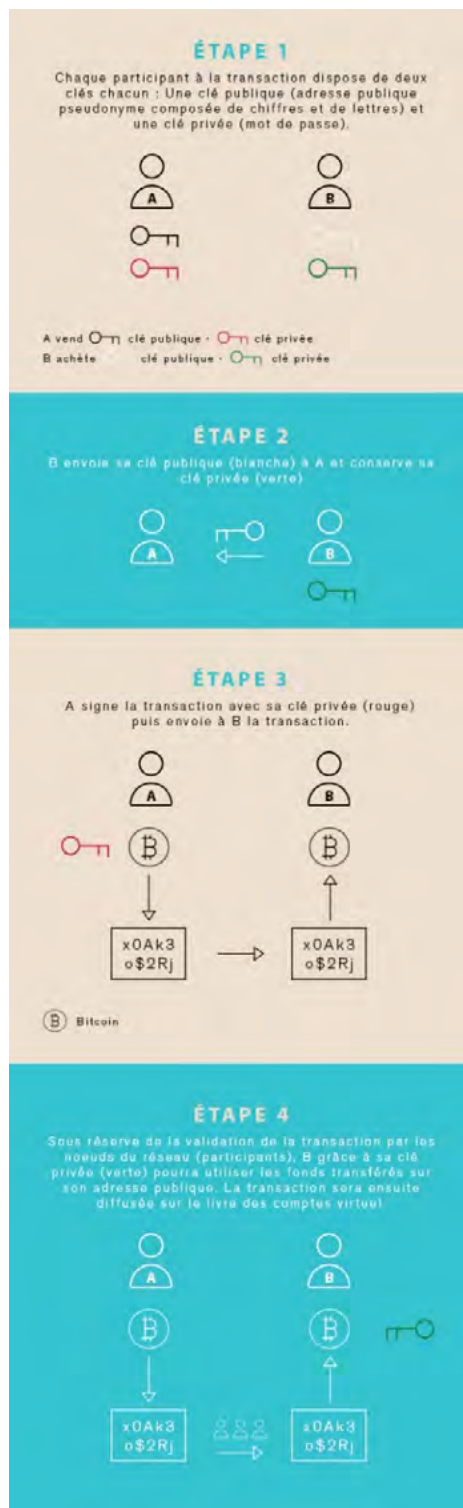 ÉTAPE 1
Chaque participant à la transaction dispose de deux
clés chacun : Une clé publique (adresse publique
pseudonyme composée de chiffres et de lettres) et
une clé privée (mot de passe).
A B
A vend clé publique · clé privée
B achète clé publique · clé privée
ÉTAPE 2
B envoie sa clé publique (blanche) à A et conserve sa
clé privée (verte)
A B
ÉTAPE 3
A signe la transaction avec sa clé privée (rouge)
puis envoie à B la transaction.
A B
x0Ak3 x0Ak3
o$2Rj o$2Rj
Bitcoin
ÉTAPE 4
Sous réserve de la validation de la transaction par les
noeuds du réseau (participants), B grâce à sa clé
privée (verte) pourra utiliser les fonds transférés sur
son adresse publique. La transaction sera ensuite
diffusée sur le livre des comptes virtuel
A B
x0Ak3 x0Ak3
o$2Rj o$2Rj